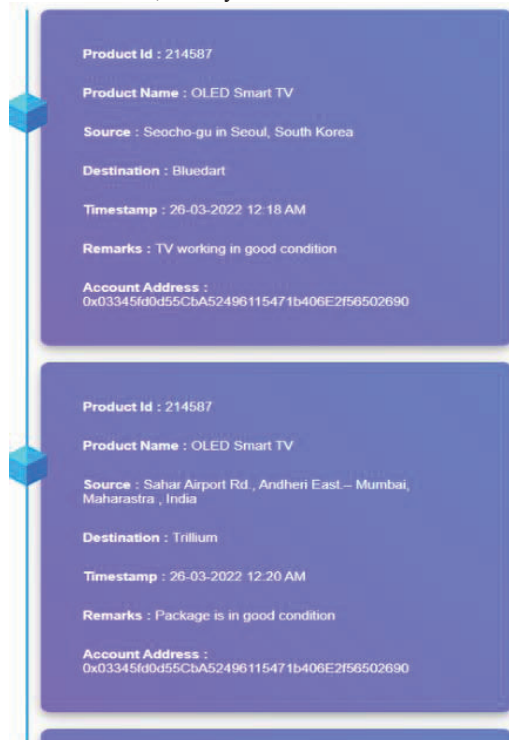 Product Id : 214587
Product Name : OLED Smart TV
Source : Seocho-gu in Seoul, South Korea
Destination : Bluedart
Timestamp : 26-03-2022 12:18 AM
Remarks : TV working in good condition
Account Address :
0x03345fd0d55CbA52496115471b406E2f56502690
Product Id : 214587
Product Name : OLED Smart TV
Source : Sahar Airport Rd., Andheri East.– Mumbai,
Maharastra , India
Destination : Trillium
Timestamp : 26-03-2022 12:20 AM
Remarks : Package is in good condition
Account Address :
0x03345fd0d55CbA52496115471b406E2f56502690